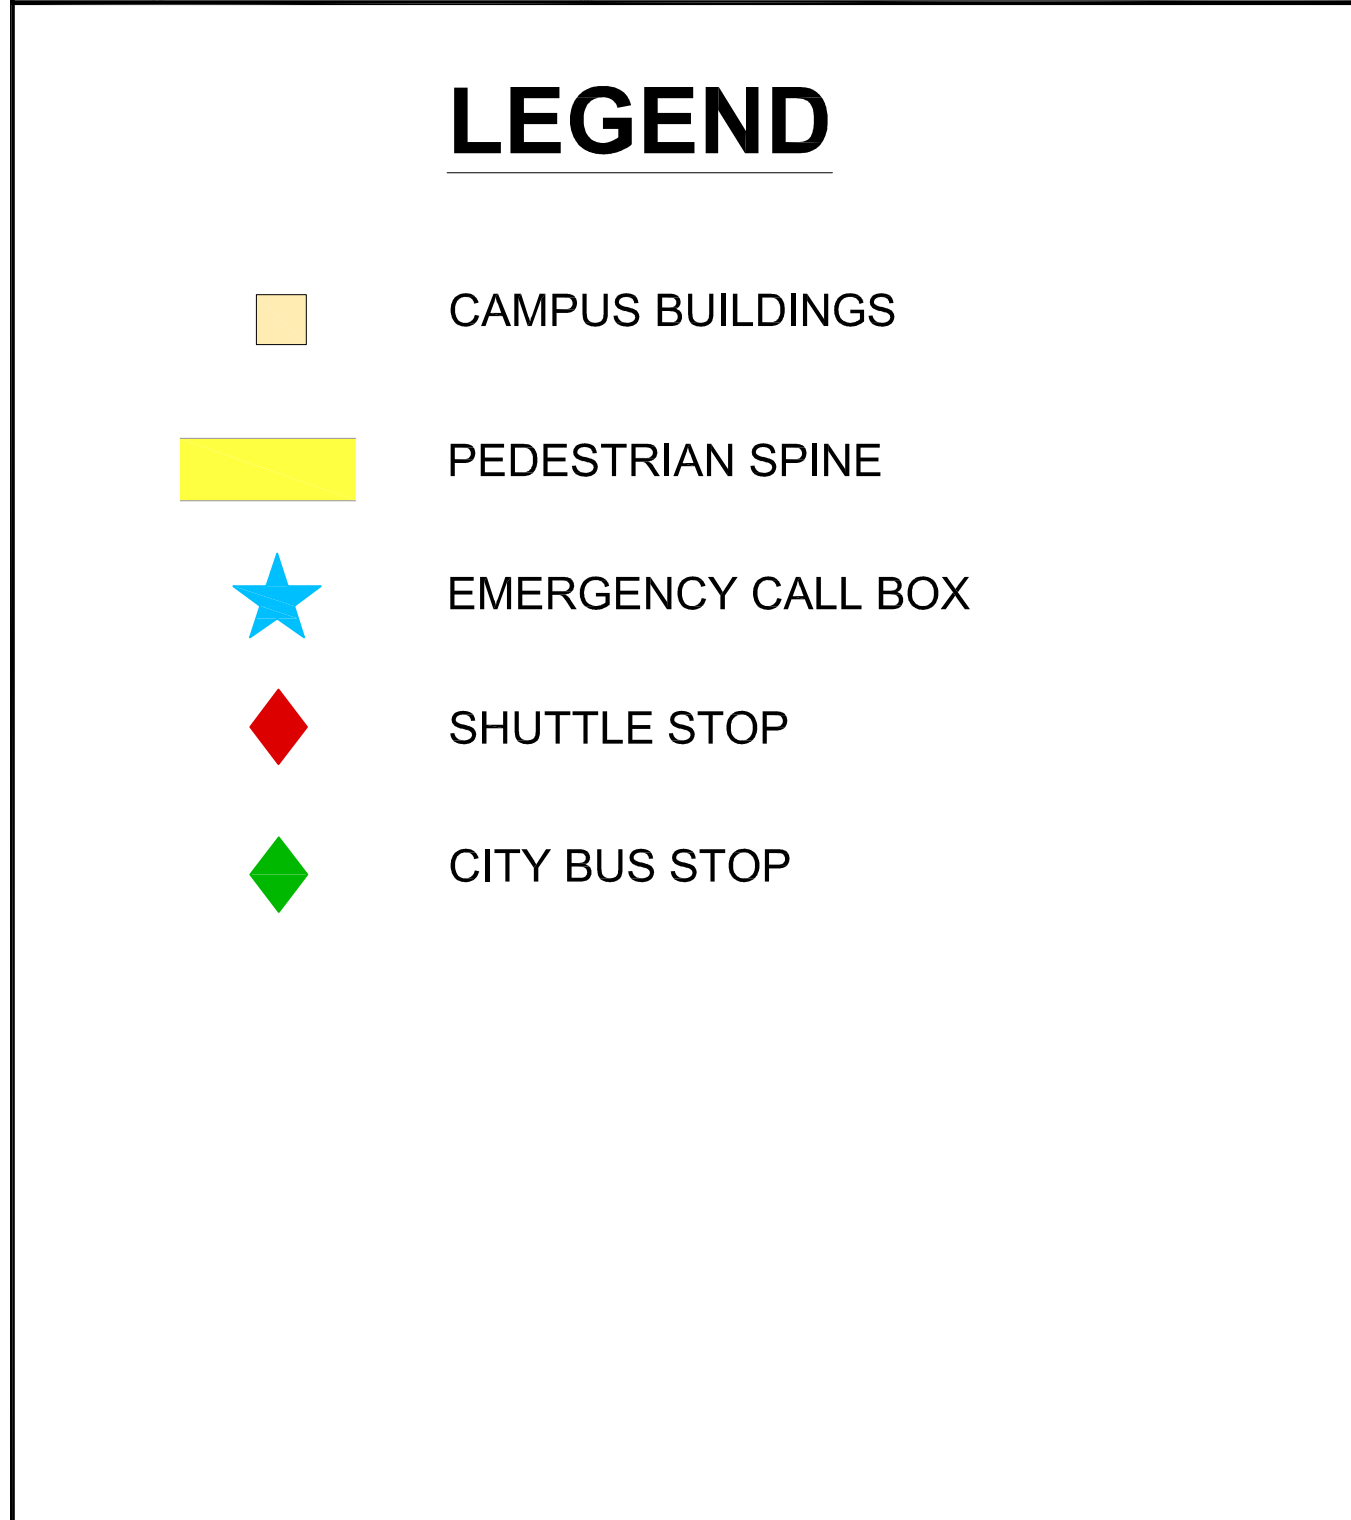 LEGEND
CAMPUS BUILDINGS
PEDESTRIAN SPINE
EMERGENCY CALL BOX
SHUTTLE STOP
CITY BUS STOP